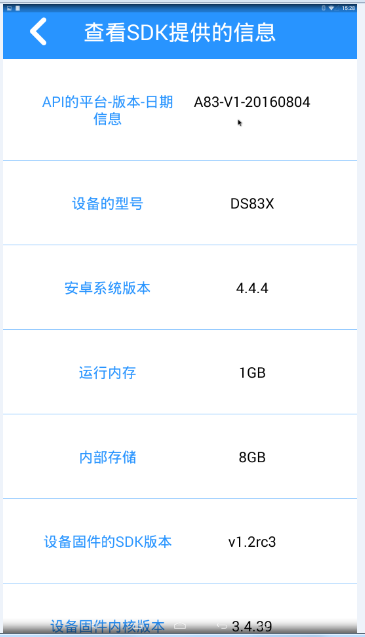 16:28
查看SDK提供的信息
API的平台-版本-日期
信息
A83-V1-20160804
设备的型号
DS83X
安卓系统版本
4.4.4
运行内存
1GB
内部存储
8GB
设备固件的SDK版本
v1.2rc3
设备固件内核版本
3.4.39